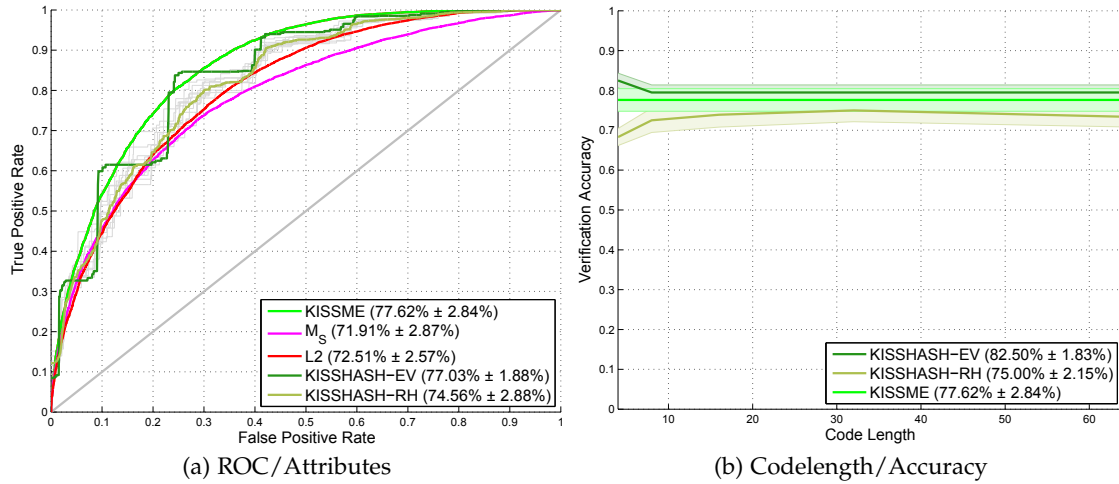 1
0.9
0.8
0.7
0.6
0.5
0.4
0.3
0.2
0.1
0
True Positive Rate
KISSME (77.62% ± 2.84%)
M_S (71.91% ± 2.87%)
L2 (72.51% ± 2.57%)
KISSHASH−EV (77.03% ± 1.88%)
KISSHASH−RH (74.56% ± 2.88%)
0 0.1 0.2 0.3 0.4 0.5 0.6 0.7 0.8 0.9 1
False Positive Rate
(a) ROC/Attributes
1
0.9
0.8
0.7
0.6
0.5
0.4
0.3
0.2
0.1
0
Verification Accuracy
KISSHASH−EV (82.50% ± 1.83%)
KISSHASH−RH (75.00% ± 2.15%)
KISSME (77.62% ± 2.84%)
10 20 30 40 50 60
Code Length
(b) Codelength/Accuracy